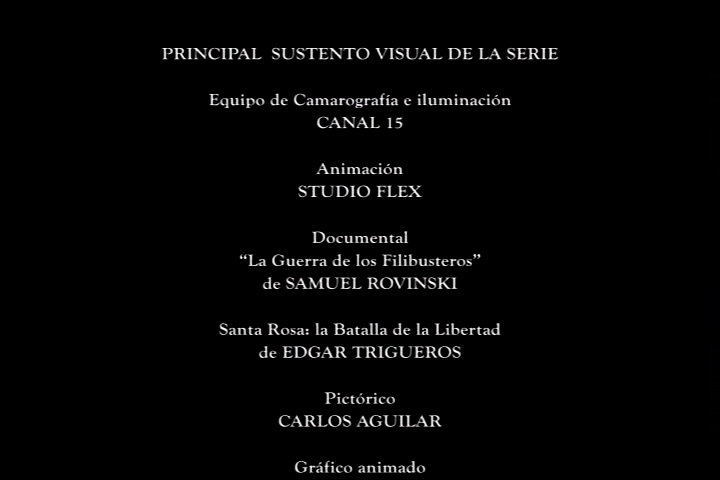 PRINCIPAL SUSTENTO VISUAL DE LA SERIE
Equipo de Camarografía e iluminación
CANAL 15
Animación
STUDIO FLEX
Documental
“La Guerra de los Filibusteros”
de SAMUEL ROVINSKI
Santa Rosa: la Batalla de la Libertad
de EDGAR TRIGUEROS
Pictórico
CARLOS AGUILAR
Gráfico animado